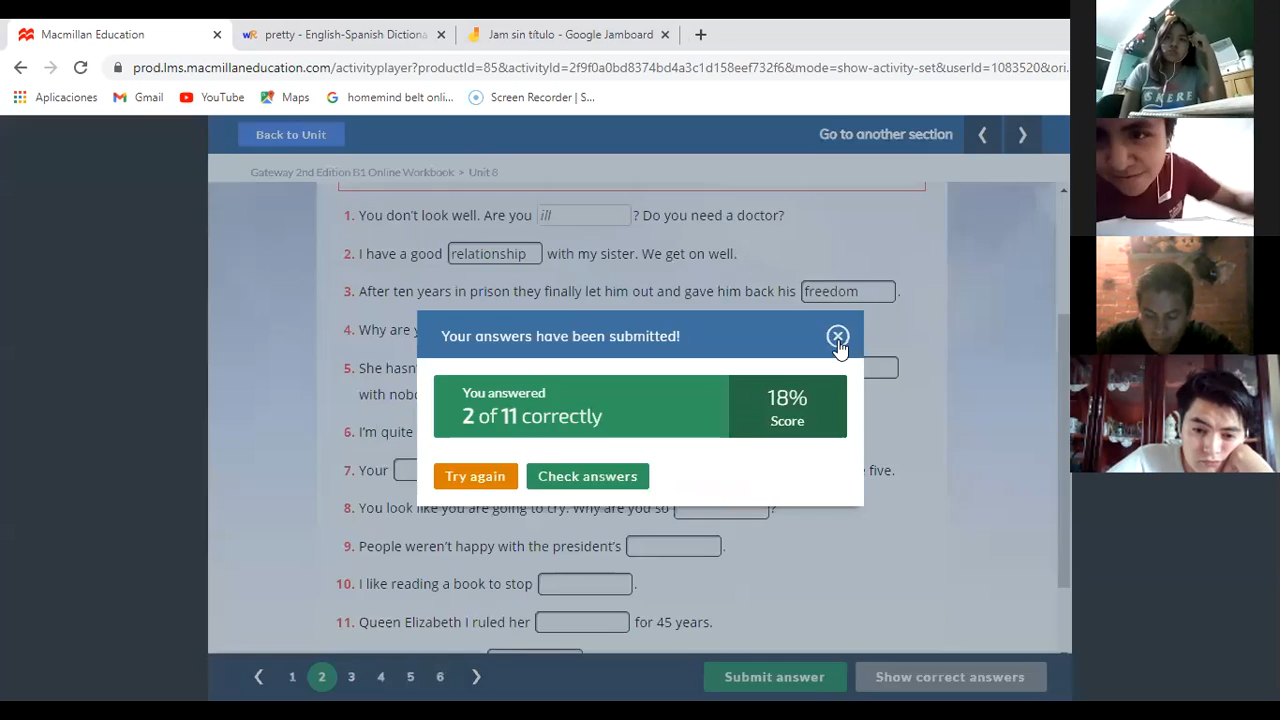 Macmillan Education
pretty - English-Spanish Dictiona
Jam sin título - Google Jamboard
prod.lms.macmillaneducation.com/activityplayer?productId=85&activityId=2f9f0a0bd8374bd4a3c1d158eef732f6&mode=show-activity-set&userId=1083520&ori...
Aplicaciones
Gmail
YouTube
Maps
homemind belt onli...
Screen Recorder | S...
Back to Unit
Go to another section
Gateway 2nd Edition B1 Online Workbook > Unit 8
1. You don't look well. Are you ill ? Do you need a doctor?
2. I have a good relationship with my sister. We get on well.
3. After ten years in prison they finally let him out and gave him back his freedom .
4. Why are y
5. She hasn'
with nobo
6. I'm quite
7. Your
e five.
8. You look like you are going to cry. Why are you so ?
9. People weren't happy with the president's .
10. I like reading a book to stop .
11. Queen Elizabeth I ruled her for 45 years.
Your answers have been submitted!
You answered
2 of 11 correctly
18%
Score
Try again
Check answers
1 2 3 4 5 6
Submit answer
Show correct answers
SKERE